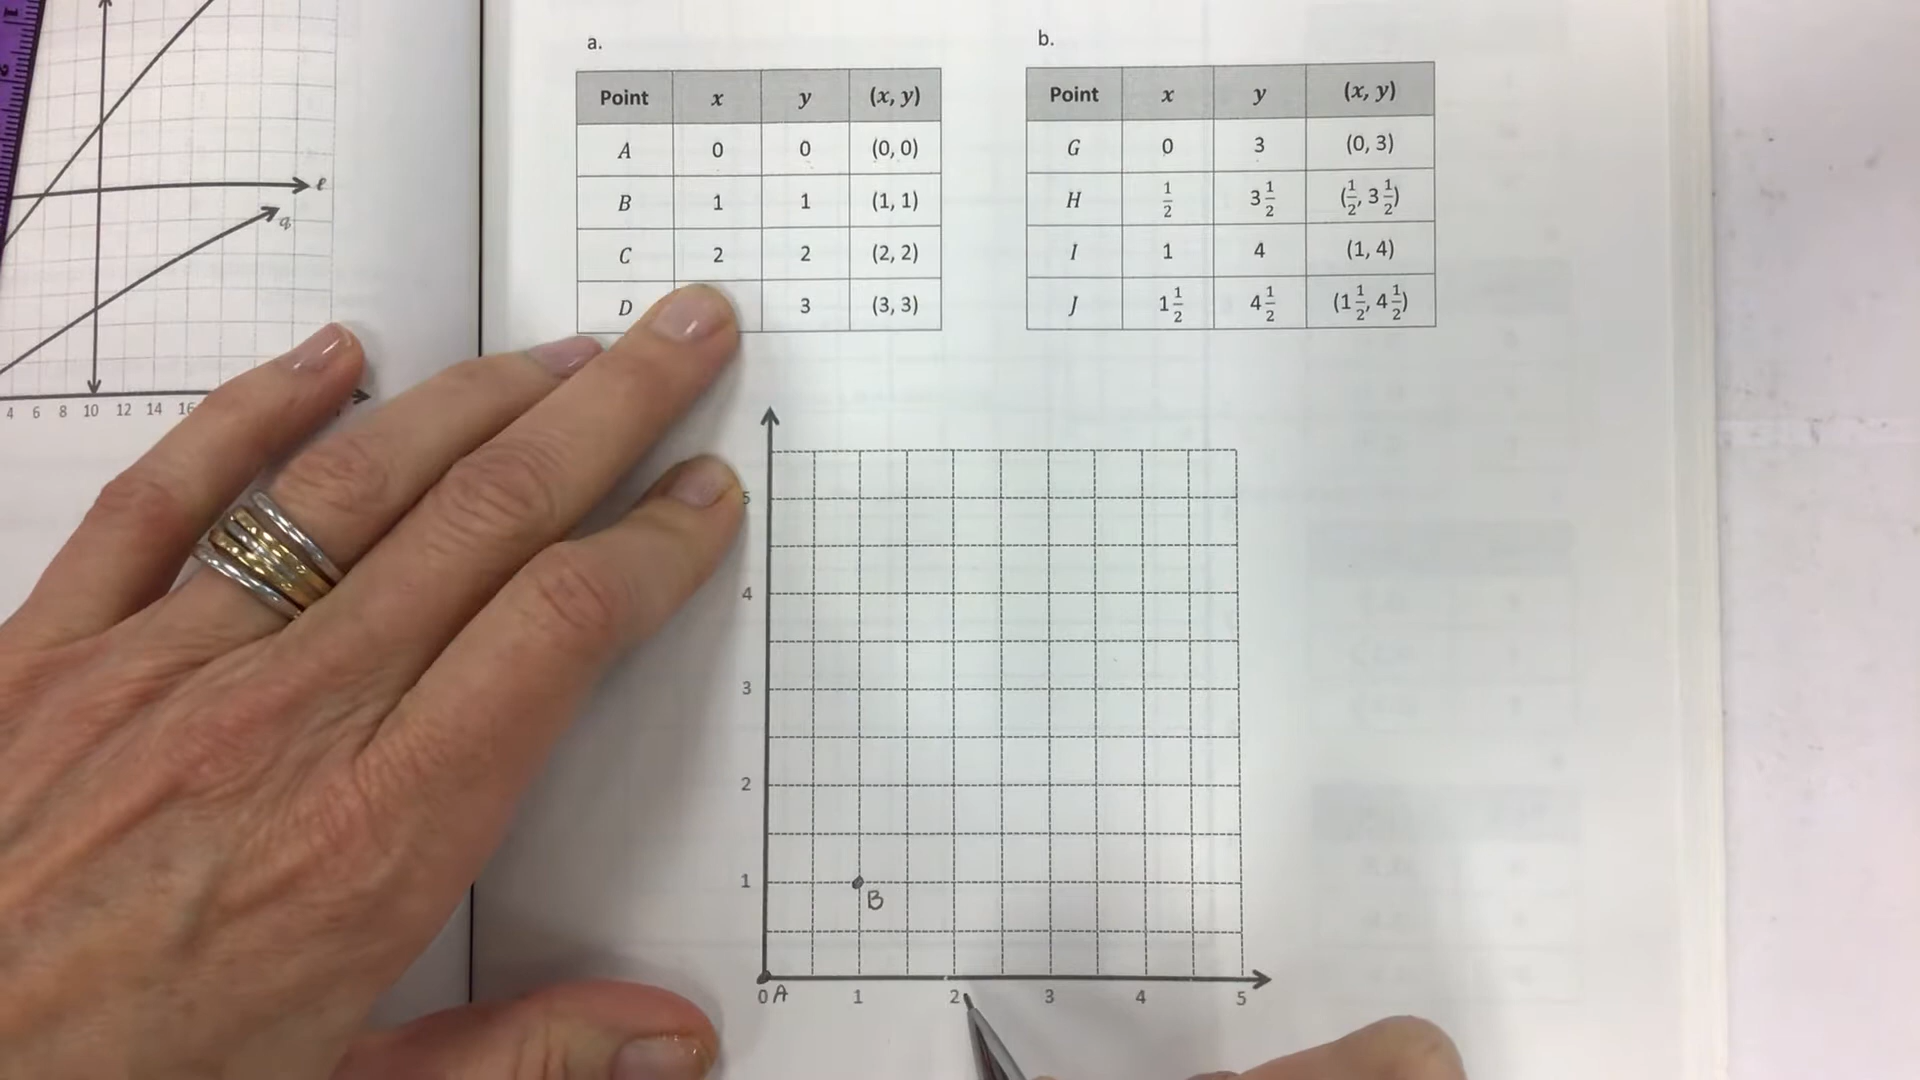 a.
Point x y (x, y)
A 0 0 (0, 0)
B 1 1 (1, 1)
C 2 2 (2, 2)
D 3 (3, 3)
b.
Point x y (x, y)
G 0 3 (0, 3)
H 1/2 3 1/2 (1/2, 3 1/2)
I 1 4 (1, 4)
J 1 1/2 4 1/2 (1 1/2, 4 1/2)
ℓ
q
4 6 8 10 12 14 16
5
4
3
2
1
B
0 A 1 2 3 4 5
1
2